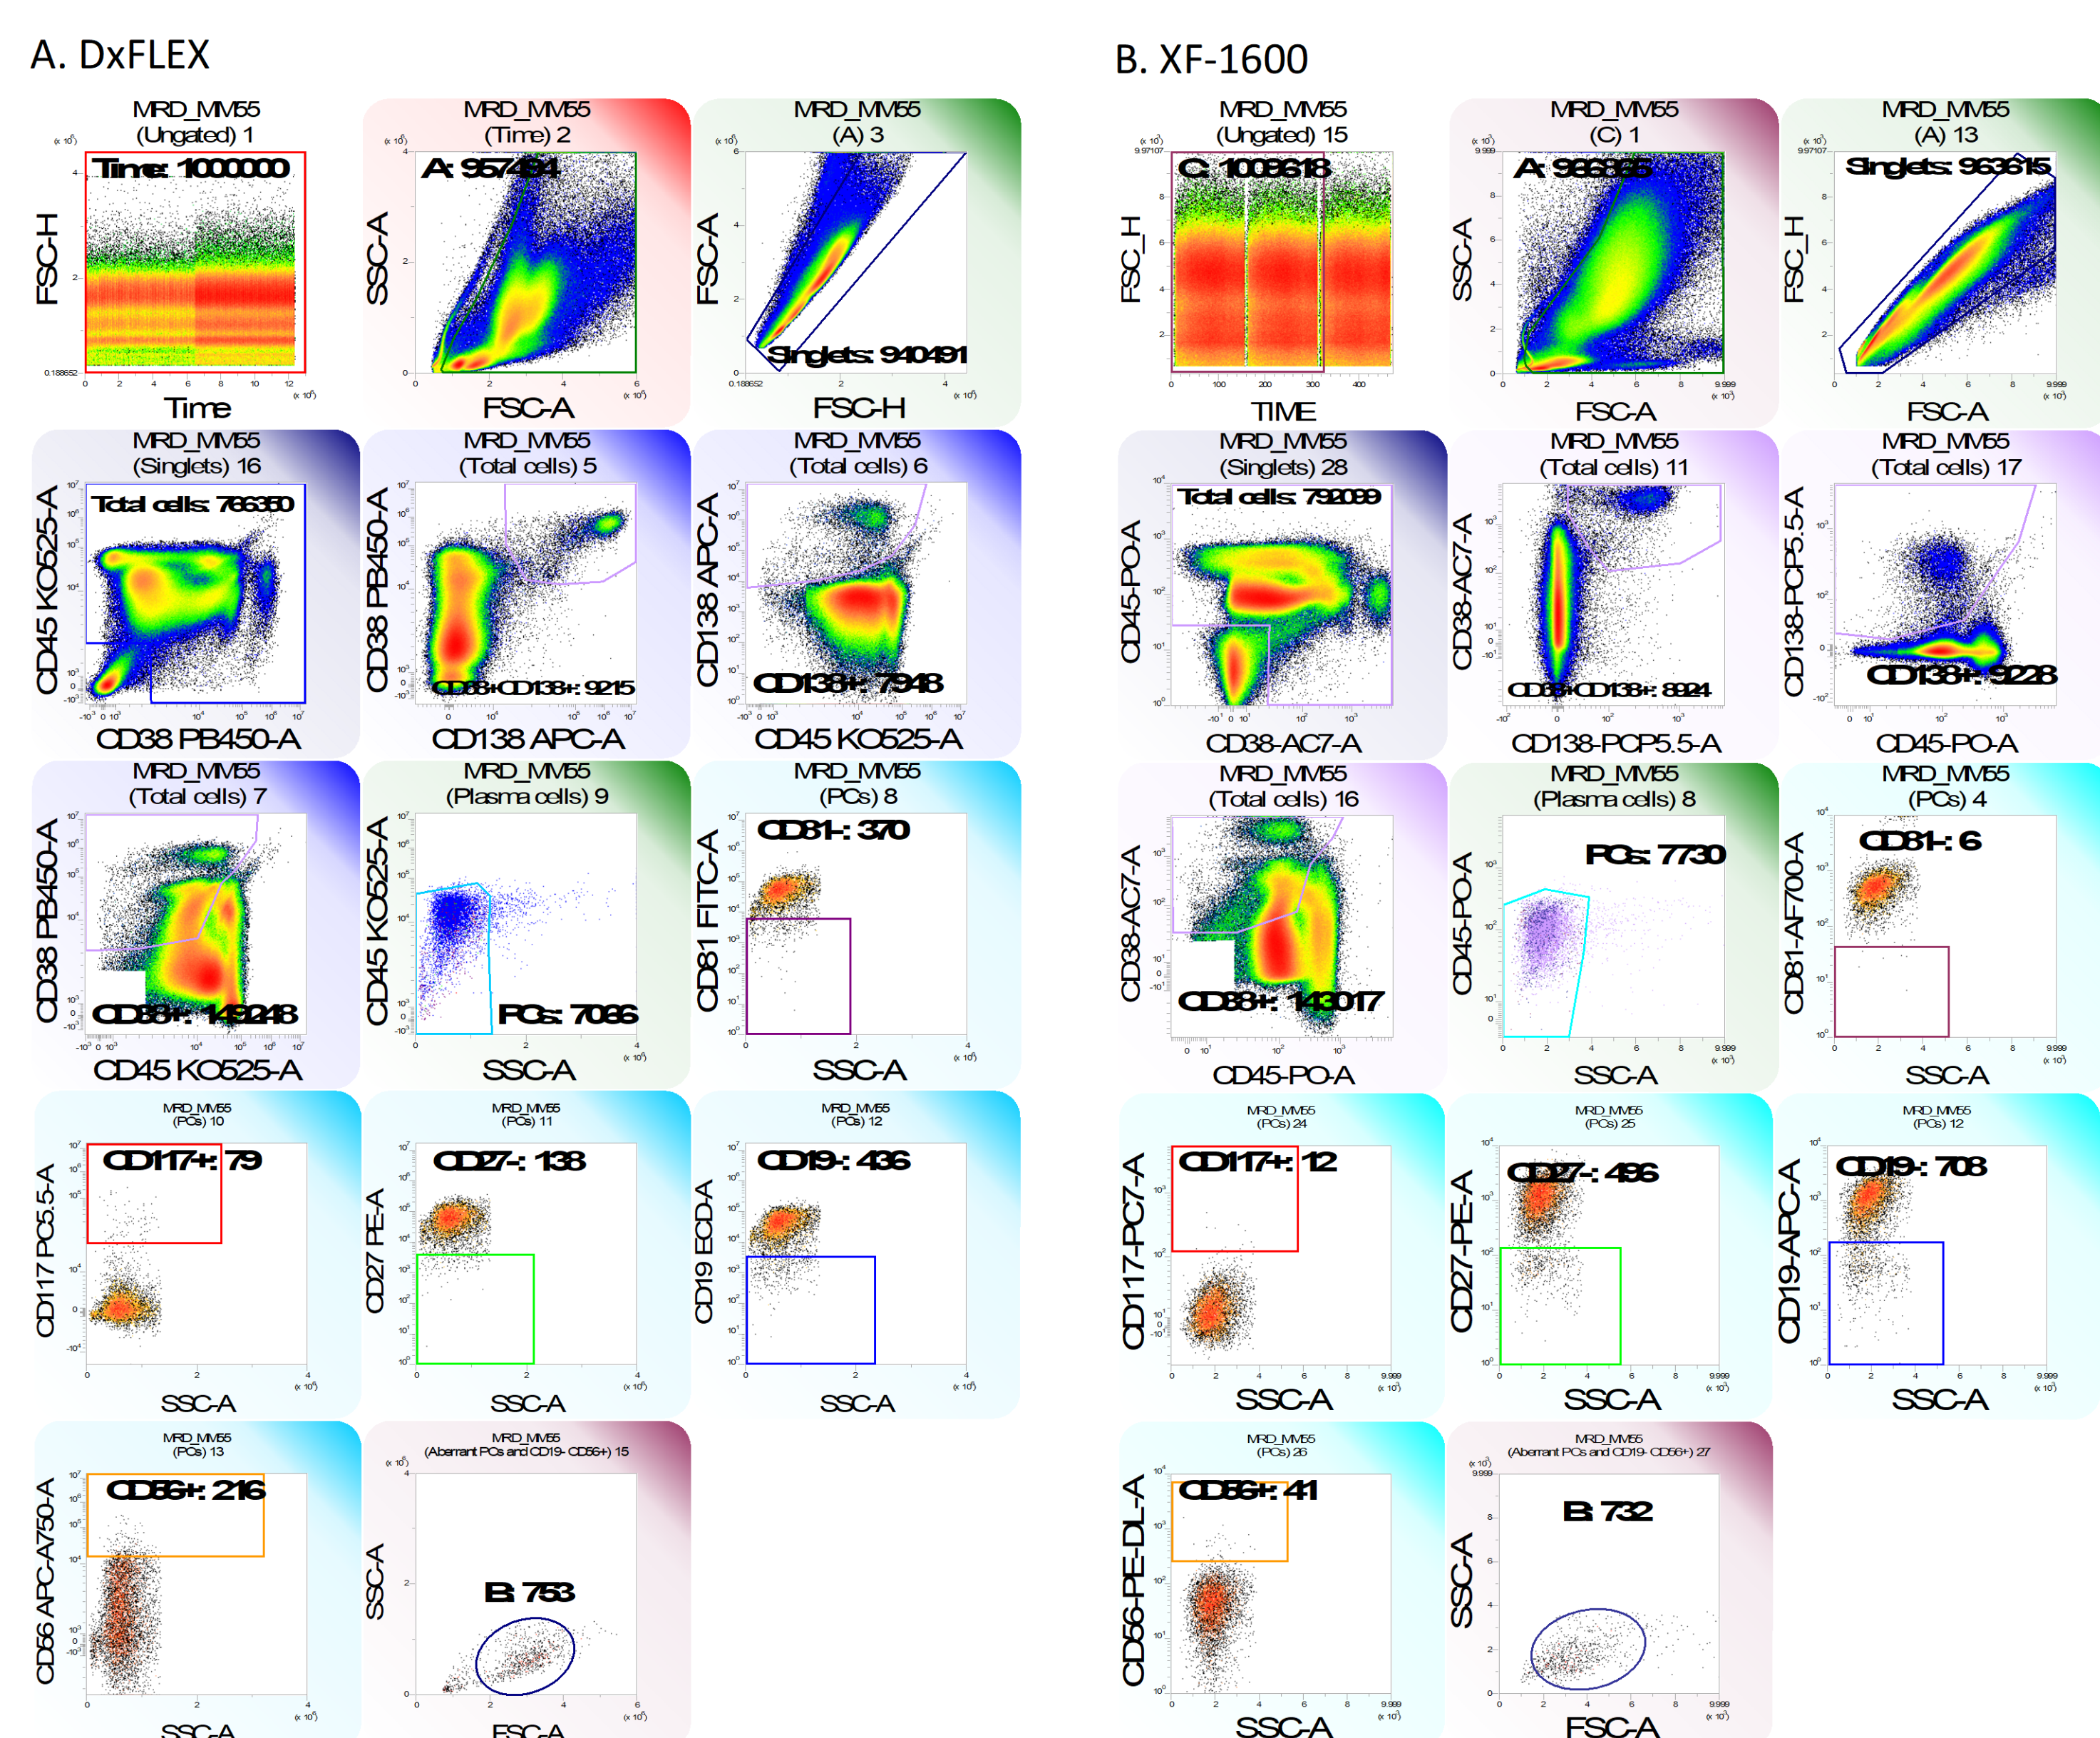 A. DxFLEX
MRD_MM55
(Ungated) 1
Time: 1000000
FSC-H
Time
MRD_MM55
(Time) 2
SSC-A
FSC-A
MRD_MM55
(A) 3
Singlets: 940491
FSC-A
FSC-H
MRD_MM55
(Singlets) 16
Total cells: 766350
CD45 KO525-A
CD38 PB450-A
MRD_MM55
(Total cells) 5
CD38+CD138+: 9215
CD38 PB450-A
CD138 APC-A
MRD_MM55
(Total cells) 6
CD138+: 7948
CD138 APC-A
CD45 KO525-A
MRD_MM55
(Total cells) 7
CD38+: 149248
CD38 PB450-A
CD45 KO525-A
MRD_MM55
(Plasma cells) 9
PCs: 7066
CD45 KO525-A
SSC-A
MRD_MM55
(PCs) 8
CD81-: 370
CD81 FITC-A
SSC-A
MRD_MM55
(PCs) 10
CD117+: 79
CD117 PC5.5-A
SSC-A
MRD_MM55
(PCs) 11
CD27-: 138
CD27 PE-A
SSC-A
MRD_MM55
(PCs) 12
CD19-: 436
CD19 ECD-A
SSC-A
MRD_MM55
(PCs) 13
CD56+: 216
CD56 APC-A750-A
SSC-A
MRD_MM55
(Aberrant PCs and CD19- CD56+) 15
B: 753
SSC-A
FSC-A
B. XF-1600
MRD_MM55
(Ungated) 15
C: 1009618
FSC_H
TIME
MRD_MM55
(C) 1
SSC-A
FSC-A
MRD_MM55
(A) 13
Singlets: 963615
FSC_H
FSC-A
MRD_MM55
(Singlets) 28
Total cells: 792099
CD45-PO-A
CD38-AC7-A
MRD_MM55
(Total cells) 11
CD38+CD138+: 8924
CD38-AC7-A
CD138-PCP5.5-A
MRD_MM55
(Total cells) 17
CD138+: 9228
CD138-PCP5.5-A
CD45-PO-A
MRD_MM55
(Total cells) 16
CD38+: 143017
CD38-AC7-A
CD45-PO-A
MRD_MM55
(Plasma cells) 8
PCs: 7730
CD45-PO-A
SSC-A
MRD_MM55
(PCs) 4
CD81-: 6
CD81-AF700-A
SSC-A
MRD_MM55
(PCs) 24
CD117+: 12
CD117-PC7-A
SSC-A
MRD_MM55
(PCs) 25
CD27-: 496
CD27-PE-A
SSC-A
MRD_MM55
(PCs) 12
CD19-: 708
CD19-APC-A
SSC-A
MRD_MM55
(PCs) 26
CD56+: 41
CD56-PE-DL-A
SSC-A
MRD_MM55
(Aberrant PCs and CD19- CD56+) 27
B: 732
SSC-A
FSC-A